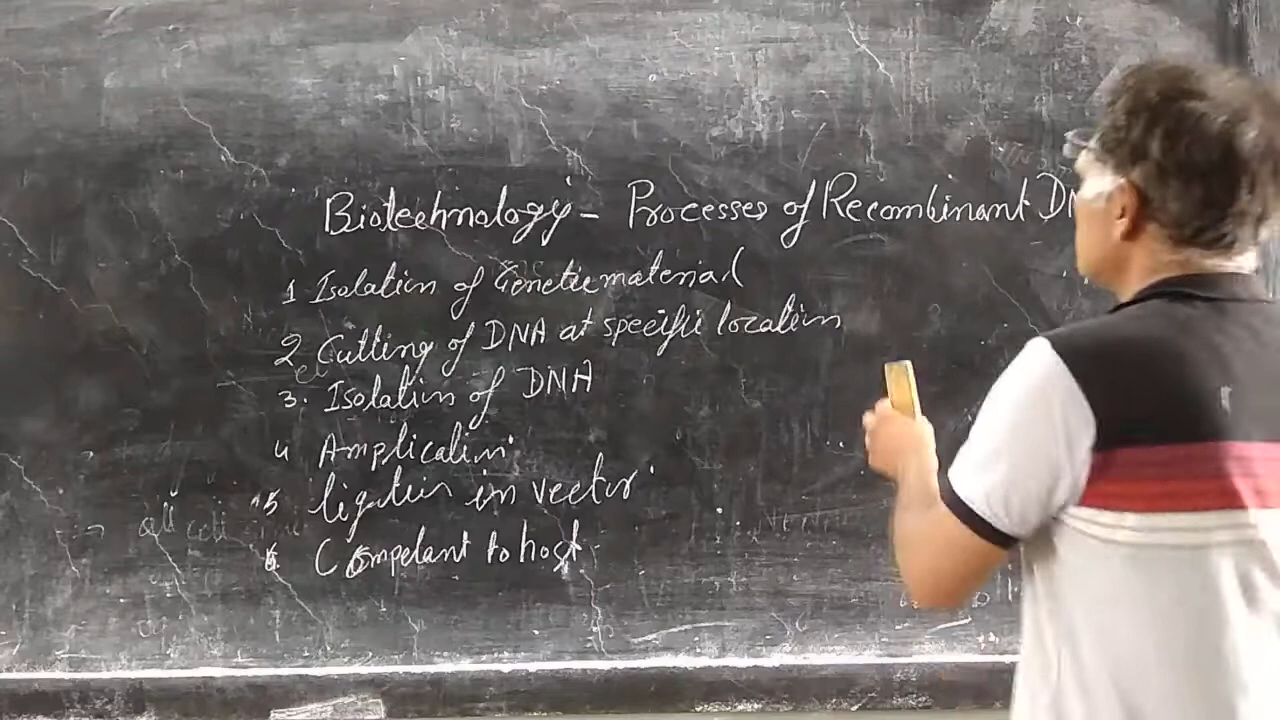 Biotechnology - Processes of Recombinant DN
1 Isolation of Genetic material
2 Cutting of DNA at specific location
3. Isolation of DNA
4 Amplication
5 ligation in vector
6 Compelant to host